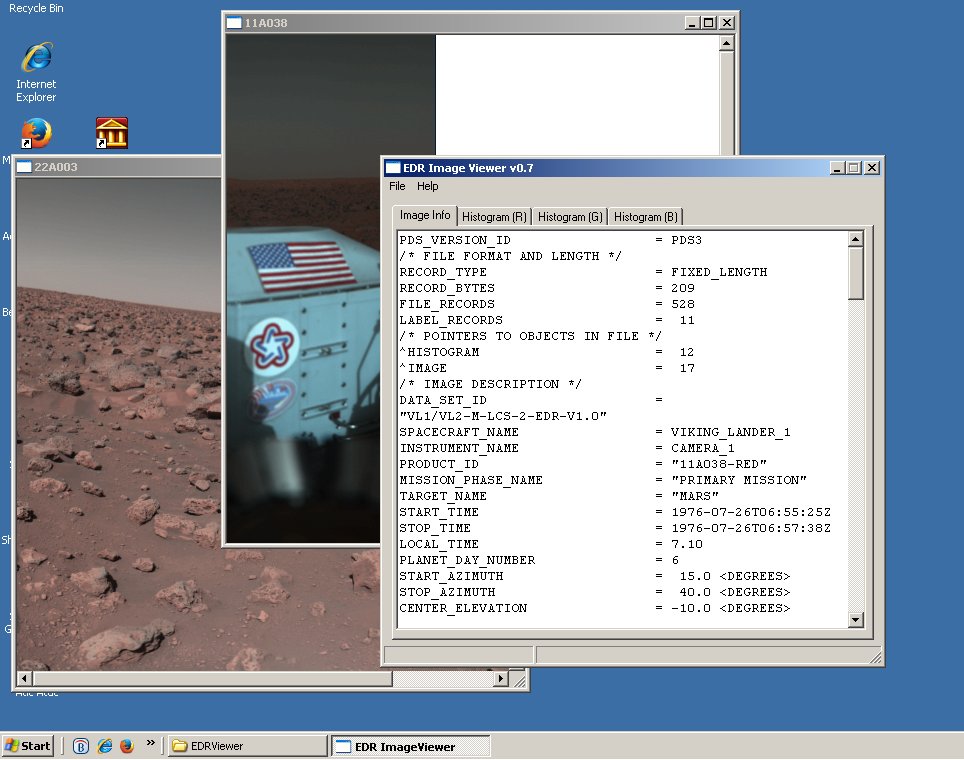 Recycle Bin
Internet
Explorer
11A038
22A003
EDR Image Viewer v0.7
File Help
Image Info Histogram (R) Histogram (G) Histogram (B)
PDS_VERSION_ID = PDS3
/* FILE FORMAT AND LENGTH */
RECORD_TYPE = FIXED_LENGTH
RECORD_BYTES = 209
FILE_RECORDS = 528
LABEL_RECORDS = 11
/* POINTERS TO OBJECTS IN FILE */
^HISTOGRAM = 12
^IMAGE = 17
/* IMAGE DESCRIPTION */
DATA_SET_ID =
"VL1/VL2-M-LCS-2-EDR-V1.0"
SPACECRAFT_NAME = VIKING_LANDER_1
INSTRUMENT_NAME = CAMERA_1
PRODUCT_ID = "11A038-RED"
MISSION_PHASE_NAME = "PRIMARY MISSION"
TARGET_NAME = "MARS"
START_TIME = 1976-07-26T06:55:25Z
STOP_TIME = 1976-07-26T06:57:38Z
LOCAL_TIME = 7.10
PLANET_DAY_NUMBER = 6
START_AZIMUTH = 15.0 <DEGREES>
STOP_AZIMUTH = 40.0 <DEGREES>
CENTER_ELEVATION = -10.0 <DEGREES>
Start
EDRViewer
EDR ImageViewer